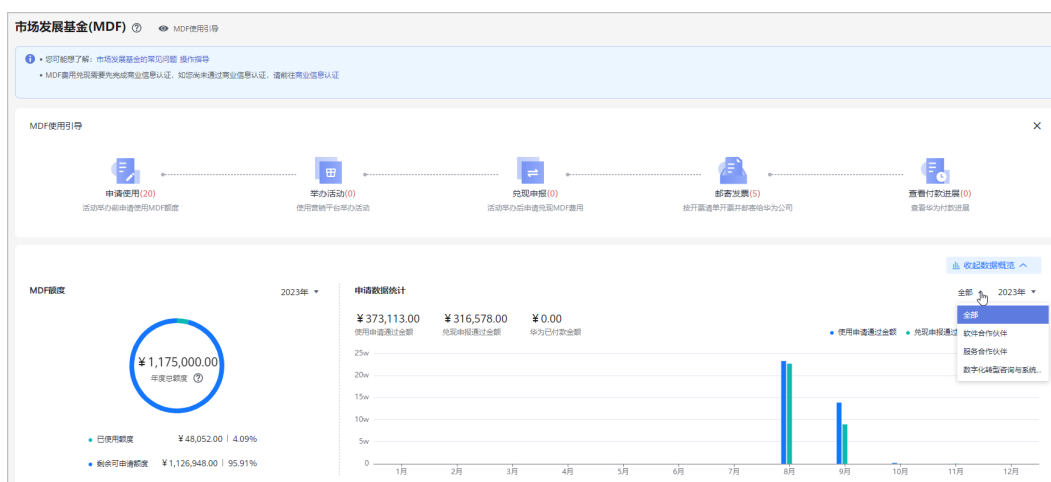 市场发展基金(MDF) ? MDF使用引导
• 您可能想了解：市场发展基金的常见问题 操作指导
• MDF费用兑现需要先完成商业信息认证，如您尚未通过商业信息认证，请前往商业信息认证
MDF使用引导
申请使用(20)
活动举办前申请使用MDF额度
举办活动(0)
使用营销平台举办活动
兑现申报(0)
活动举办后申请兑现MDF费用
邮寄发票(5)
按开票清单开票并邮寄给华为公司
查看付款进展(0)
查看华为付款进展
收起数据概览
MDF额度
2023年
¥1,175,000.00
年度总额度 ?
• 已使用额度 ¥48,052.00 | 4.09%
• 剩余可申请额度 ¥1,126,948.00 | 95.91%
申请数据统计
全部 2023年
¥373,113.00
使用申请通过金额
¥316,578.00
兑现申报通过金额
¥0.00
华为已付款金额
• 使用申请通过金额 • 兑现申报通过
全部
软件合作伙伴
服务合作伙伴
数字化转型咨询与系统...
25w
20w
15w
10w
5w
0
1月 2月 3月 4月 5月 6月 7月 8月 9月 10月 11月 12月